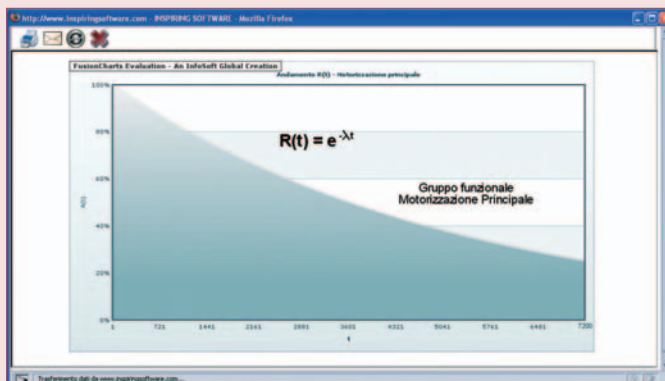 http://www.inspiringsoftware.com - INSPIRING SOFTWARE - Mozilla Firefox
FusionCharts Evaluation - An InfoSoft Global Creation
Andamento R(t) - Motorizzazione principale
100%
R(t) = e^-λt
80%
60%
Gruppo funzionale
Motorizzazione Principale
R(t)
40%
20%
0%
1 721 1441 2161 2881 3601 4321 5041 5761 6481 7200
t
Trasferimento dati da www.inspiringsoftware.com...